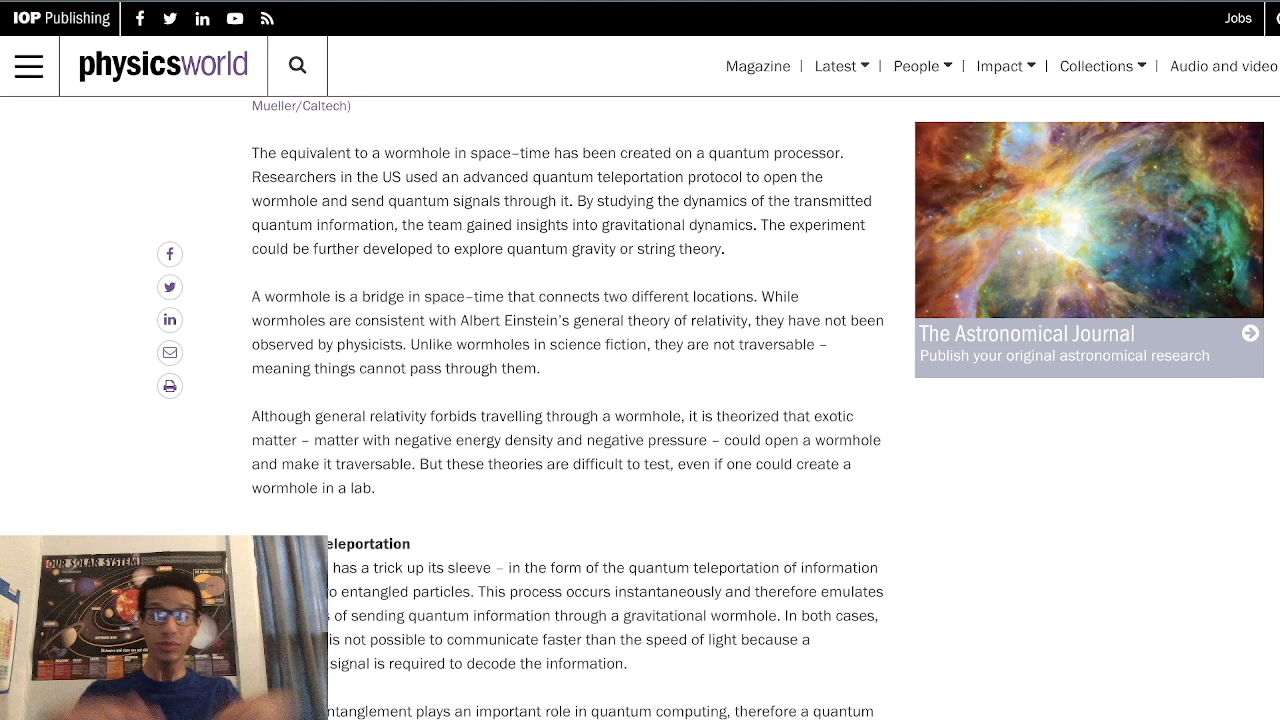 IOP Publishing
Jobs
physicsworld
Magazine | Latest | People | Impact | Collections | Audio and video
Mueller/Caltech)
The equivalent to a wormhole in space–time has been created on a quantum processor.
Researchers in the US used an advanced quantum teleportation protocol to open the
wormhole and send quantum signals through it. By studying the dynamics of the transmitted
quantum information, the team gained insights into gravitational dynamics. The experiment
could be further developed to explore quantum gravity or string theory.
A wormhole is a bridge in space–time that connects two different locations. While
wormholes are consistent with Albert Einstein's general theory of relativity, they have not been
observed by physicists. Unlike wormholes in science fiction, they are not traversable –
meaning things cannot pass through them.
Although general relativity forbids travelling through a wormhole, it is theorized that exotic
matter – matter with negative energy density and negative pressure – could open a wormhole
and make it traversable. But these theories are difficult to test, even if one could create a
wormhole in a lab.
eleportation
has a trick up its sleeve – in the form of the quantum teleportation of information
o entangled particles. This process occurs instantaneously and therefore emulates
s of sending quantum information through a gravitational wormhole. In both cases,
is not possible to communicate faster than the speed of light because a
signal is required to decode the information.
ntanglement plays an important role in quantum computing, therefore a quantum
The Astronomical Journal
Publish your original astronomical research
OUR SOLAR SYSTEM